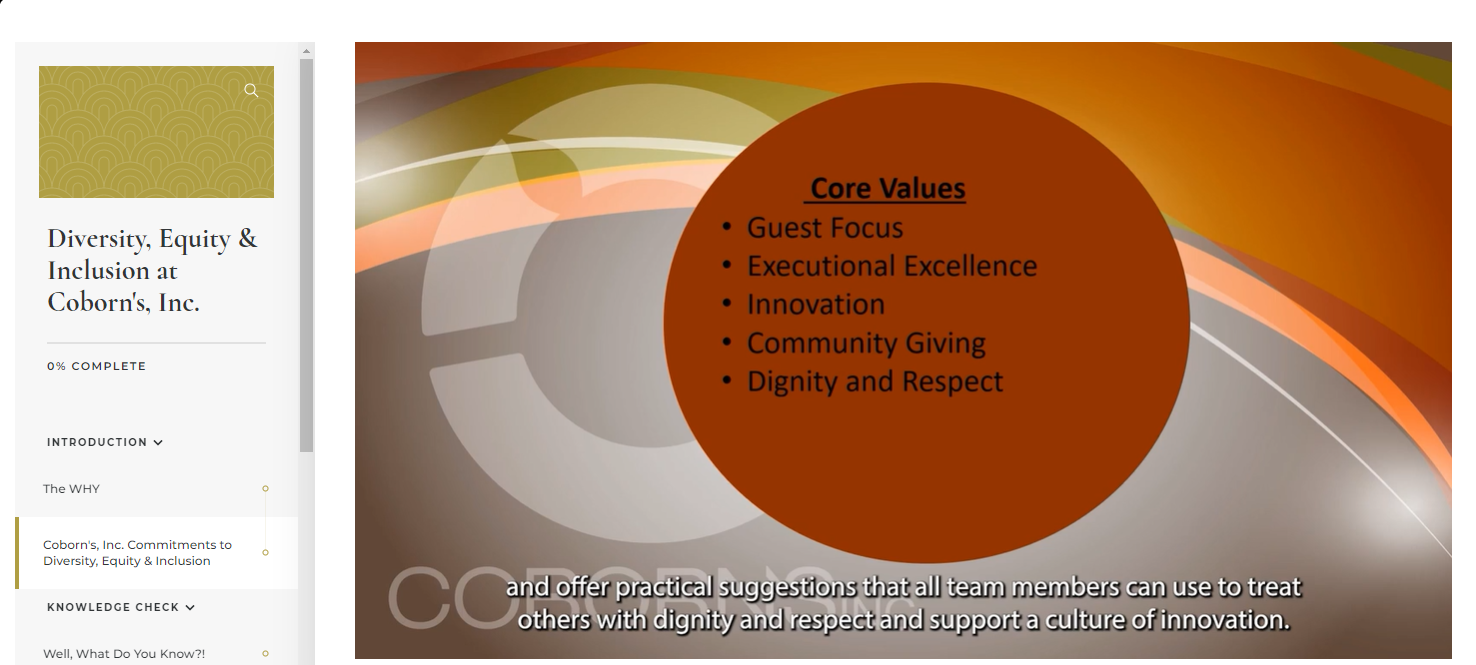 Diversity, Equity &
Inclusion at
Coborn's, Inc.
0% COMPLETE
INTRODUCTION
The WHY
Coborn's, Inc. Commitments to
Diversity, Equity & Inclusion
KNOWLEDGE CHECK
Well, What Do You Know?!
Core Values
• Guest Focus
• Executional Excellence
• Innovation
• Community Giving
• Dignity and Respect
COBORN'S INC
and offer practical suggestions that all team members can use to treat
others with dignity and respect and support a culture of innovation.